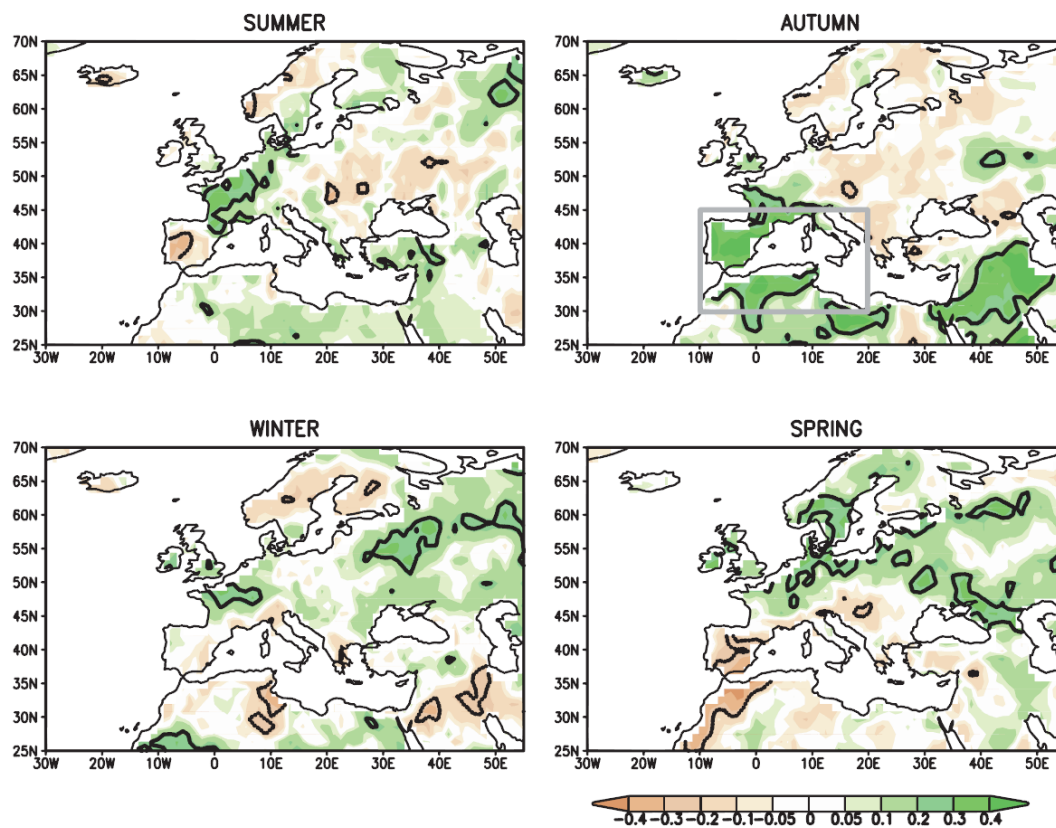 SUMMER
AUTUMN
70N
65N
60N
55N
50N
45N
40N
35N
30N
25N
30W 20W 10W 0 10E 20E 30E 40E 50E
70N
65N
60N
55N
50N
45N
40N
35N
30N
25N
30W 20W 10W 0 10E 20E 30E 40E 50E
WINTER
SPRING
70N
65N
60N
55N
50N
45N
40N
35N
30N
25N
30W 20W 10W 0 10E 20E 30E 40E 50E
70N
65N
60N
55N
50N
45N
40N
35N
30N
25N
30W 20W 10W 0 10E 20E 30E 40E 50E
-0.4 -0.3 -0.2 -0.1 -0.05 0 0.05 0.1 0.2 0.3 0.4